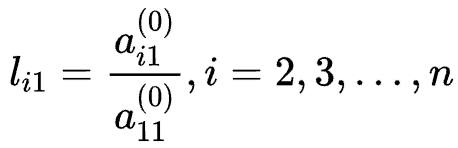 l_{i1} = \frac{a_{i1}^{(0)}}{a_{11}^{(0)}}, i = 2, 3, \ldots, n